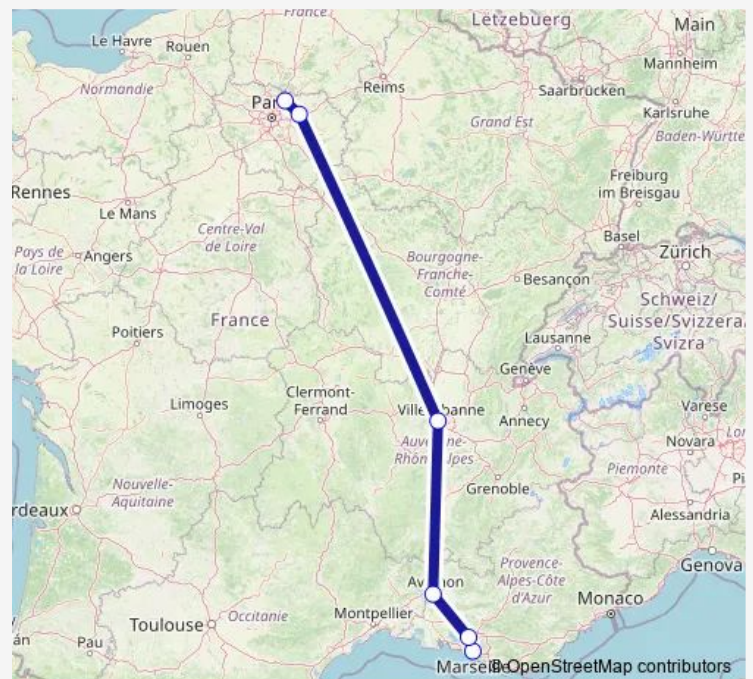 France
Letzebuerg
Main
Le Havre
Rouen
Mannheim
Reims
Saarbrücken
Normandie
Karlsruhe
Grand Est
Baden-Württe
Rennes
Freiburg
im Breisgau
Le Mans
Centre-Val
de Loire
Basel
Zürich
Pays de
la Loire
Angers
Bourgogne-
Franche-
Comté
Besançon
Schweiz/
Suisse/Svizzera/
Svizra
France
Poitiers
Lausanne
Genève
Clermont-
Ferrand
Limoges
Annecy
Varese
Novara
Grenoble
Piemonte
Nouvelle-
Aquitaine
rdeaux
Alessandria
Genova
Provence-
Alpes-Côte
d'Azur
Monaco
Montpellier
Occitanie
Toulouse
Pau
án
OpenStreetMap contributors